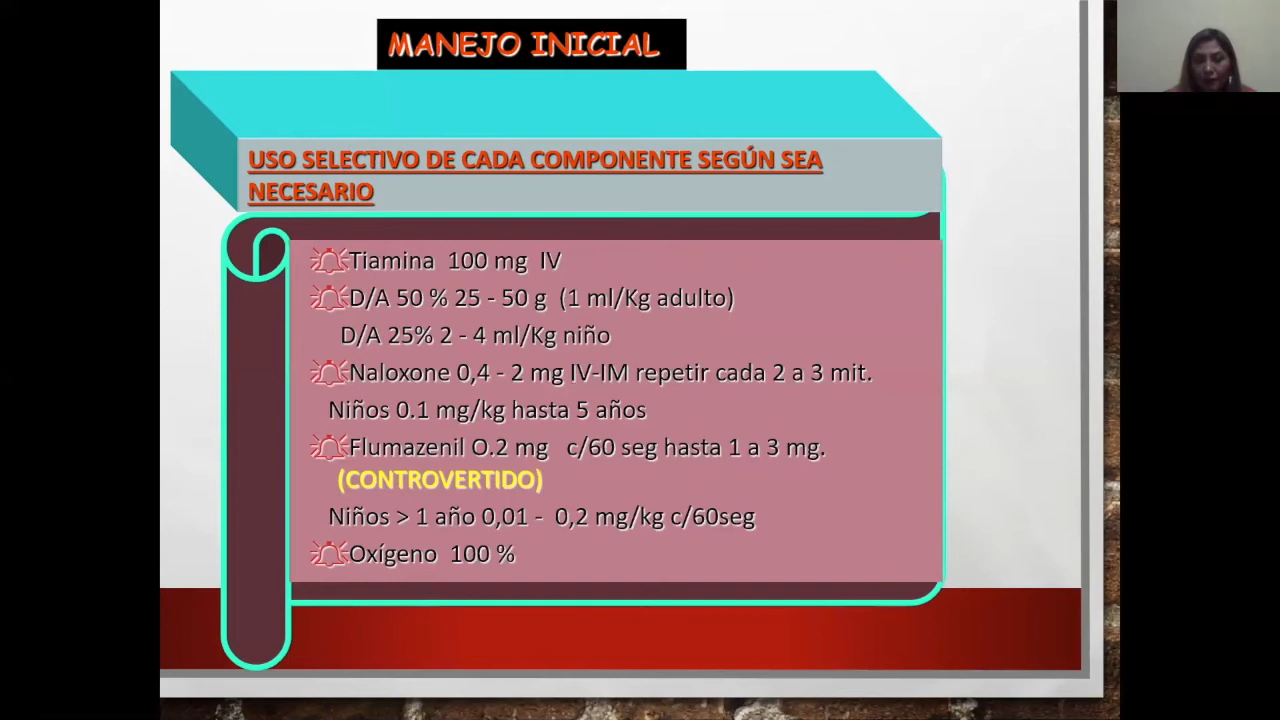 MANEJO INICIAL
USO SELECTIVO DE CADA COMPONENTE SEGÚN SEA
NECESARIO
Tiamina 100 mg IV
D/A 50 % 25 - 50 g (1 ml/Kg adulto)
D/A 25% 2 - 4 ml/Kg niño
Naloxone 0,4 - 2 mg IV-IM repetir cada 2 a 3 mit.
Niños 0.1 mg/kg hasta 5 años
Flumazenil O.2 mg c/60 seg hasta 1 a 3 mg.
(CONTROVERTIDO)
Niños > 1 año 0,01 - 0,2 mg/kg c/60seg
Oxígeno 100 %